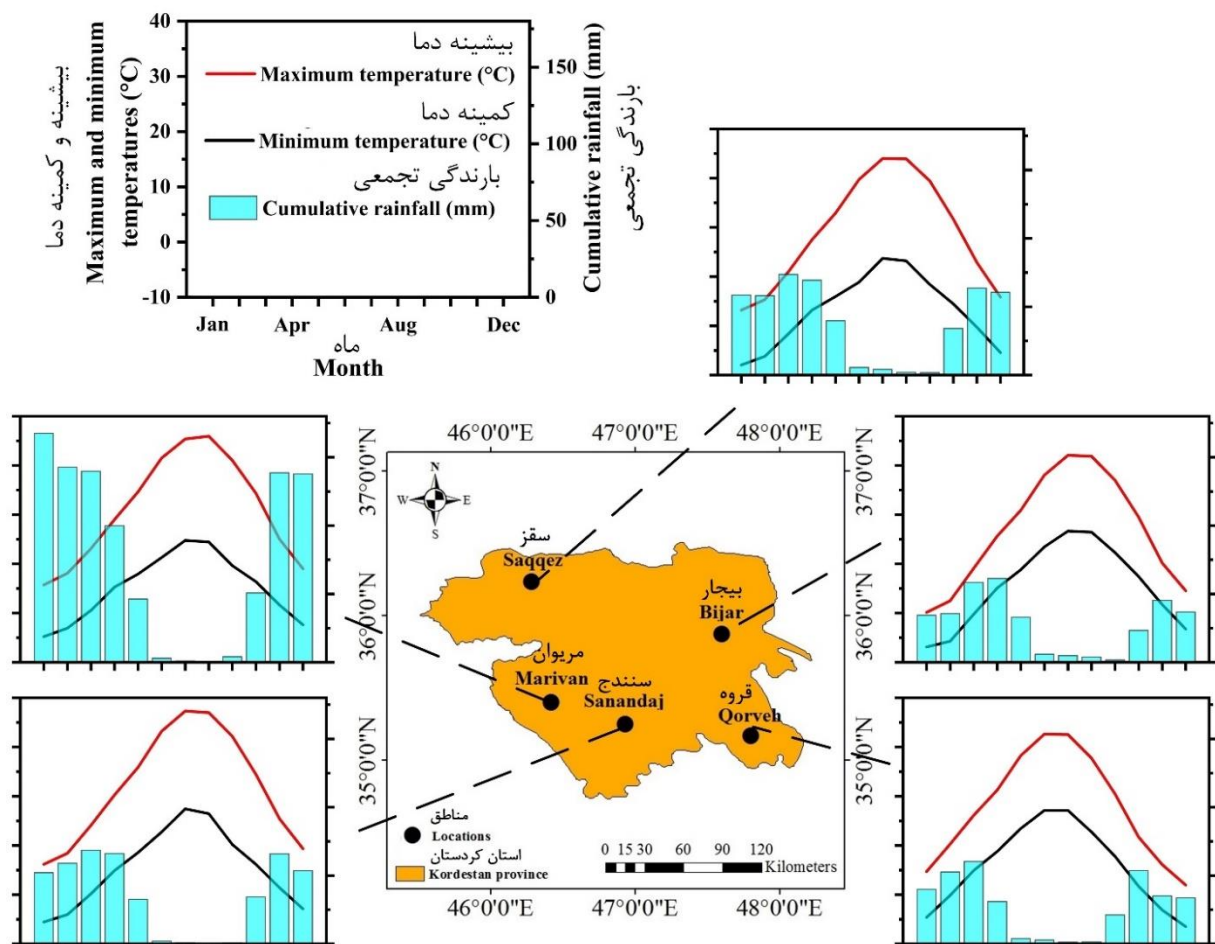 بیشینه و کمینه دما
Maximum and minimum
temperatures (°C)
40
30
20
10
0
-10
بیشینه دما
Maximum temperature (°C)
کمینه دما
Minimum temperature (°C)
بارندگی تجمعی
Cumulative rainfall (mm)
150
100
50
0
Cumulative rainfall (mm)
بارندگی تجمعی
Jan Apr Aug Dec
ماه
Month
46°0'0"E 47°0'0"E 48°0'0"E
37°0'0"N
36°0'0"N
35°0'0"N
37°0'0"N
36°0'0"N
35°0'0"N
N
W E
S
سقز
Saqqez
بیجار
Bijar
مریوان
Marivan
سنندج
Sanandaj
قروه
Qorveh
مناطق
Locations
استان کردستان
Kordestan province
0 15 30 60 90 120
Kilometers
46°0'0"E 47°0'0"E 48°0'0"E